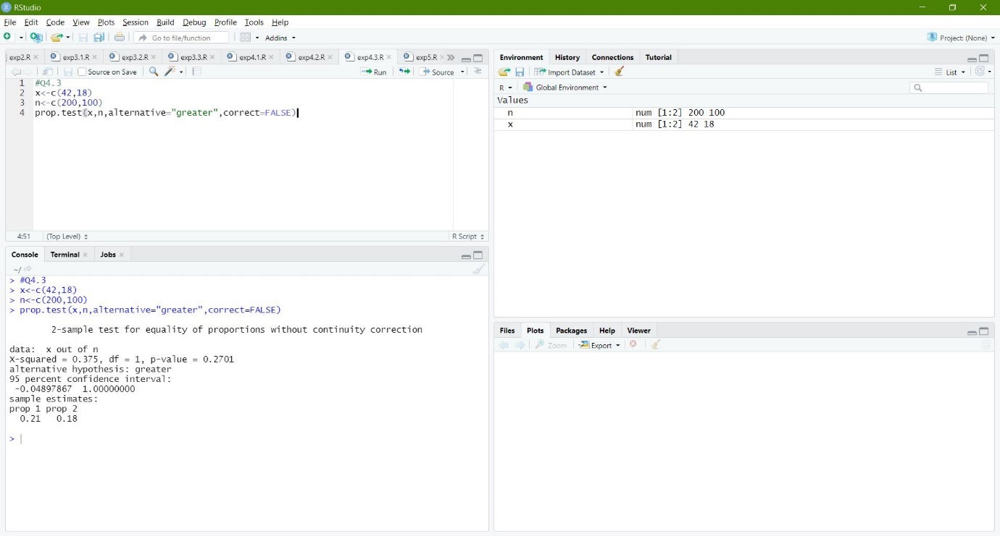 RStudio
File Edit Code View Plots Session Build Debug Profile Tools Help
Go to file/function Addins Project: (None)
exp2.R exp3.1.R exp3.2.R exp3.3.R exp4.1.R exp4.2.R exp4.3.R exp5.R
Source on Save Run Source
1 #Q4.3
2 x<-c(42,18)
3 n<-c(200,100)
4 prop.test(x,n,alternative="greater",correct=FALSE)
4:51 (Top Level) R Script
Console Terminal Jobs
~/
> #Q4.3
> x<-c(42,18)
> n<-c(200,100)
> prop.test(x,n,alternative="greater",correct=FALSE)
2-sample test for equality of proportions without continuity correction
data: x out of n
X-squared = 0.375, df = 1, p-value = 0.2701
alternative hypothesis: greater
95 percent confidence interval:
-0.04897867 1.00000000
sample estimates:
prop 1 prop 2
0.21 0.18
>
Environment History Connections Tutorial
Import Dataset List
R Global Environment
Values
n num [1:2] 200 100
x num [1:2] 42 18
Files Plots Packages Help Viewer
Zoom Export